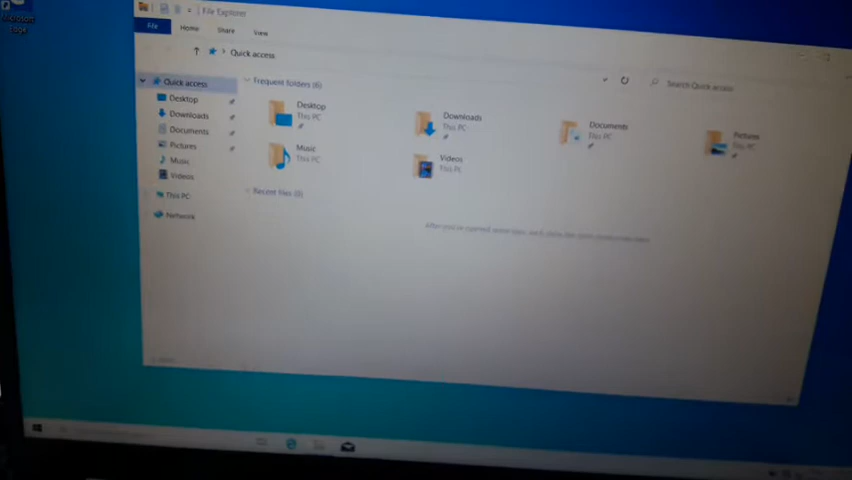 Microsoft
Edge
File Explorer
File
Home
Share
View
Quick access
Search Quick access
Quick access
Desktop
Downloads
Documents
Pictures
Music
Videos
This PC
Network
Frequent folders (6)
Desktop
This PC
Downloads
This PC
Documents
This PC
Pictures
This PC
Music
This PC
Videos
This PC
Recent files (0)